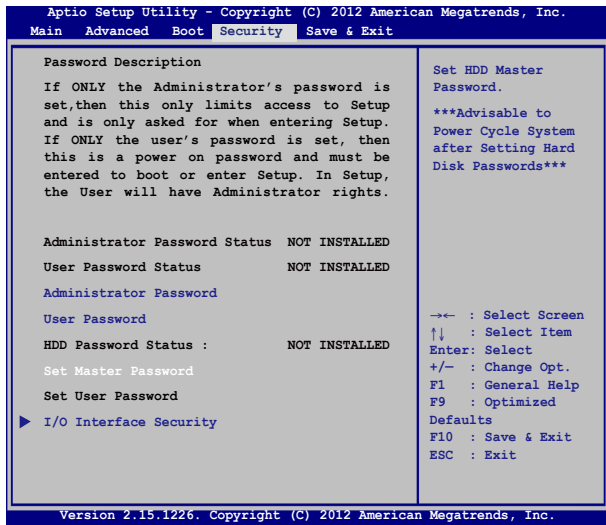 Aptio Setup Utility - Copyright (C) 2012 American Megatrends, Inc.
Main Advanced Boot Security Save & Exit
Password Description
If ONLY the Administrator's password is
set,then this only limits access to Setup
and is only asked for when entering Setup.
If ONLY the user's password is set, then
this is a power on password and must be
entered to boot or enter Setup. In Setup,
the User will have Administrator rights.
Administrator Password Status NOT INSTALLED
User Password Status NOT INSTALLED
Administrator Password
User Password
HDD Password Status : NOT INSTALLED
Set Master Password
Set User Password
I/O Interface Security
Set HDD Master
Password.
***Advisable to
Power Cycle System
after Setting Hard
Disk Passwords***
→← : Select Screen
↑↓ : Select Item
Enter: Select
+/— : Change Opt.
F1 : General Help
F9 : Optimized
Defaults
F10 : Save & Exit
ESC : Exit
Version 2.15.1226. Copyright (C) 2012 American Megatrends, Inc.